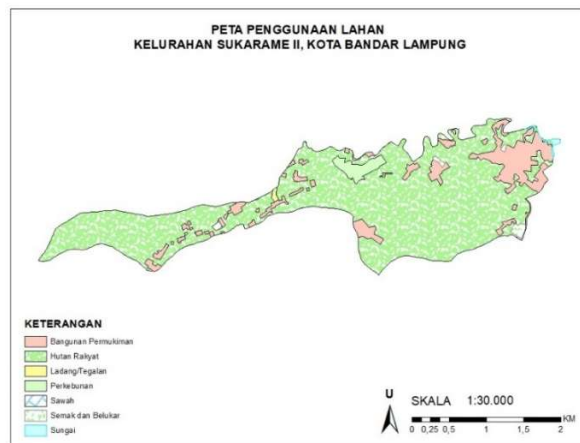 PETA PENGGUNAAN LAHAN
KELURAHAN SUKARAME II, KOTA BANDAR LAMPUNG
KETERANGAN
Bangunan Permukiman
Hutan Rakyat
Ladang/Tegalan
Perkebunan
Sawah
Semak dan Belukar
Sungai
U
SKALA 1:30.000
KM
0 0,25 0,5 1 1,5 2